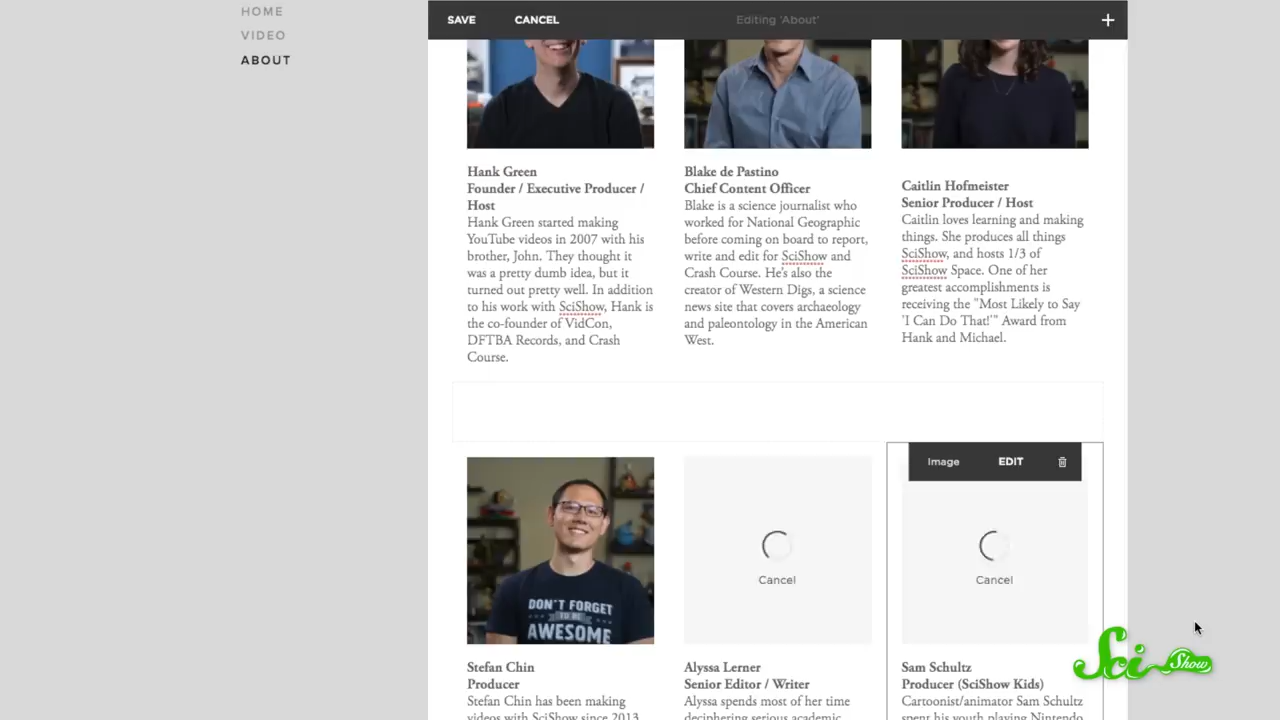 HOME
VIDEO
ABOUT
SAVE CANCEL Editing 'About' +
Hank Green
Founder / Executive Producer /
Host
Hank Green started making
YouTube videos in 2007 with his
brother, John. They thought it
was a pretty dumb idea, but it
turned out pretty well. In addition
to his work with SciShow, Hank is
the co-founder of VidCon,
DFTBA Records, and Crash
Course.
Blake de Pastino
Chief Content Officer
Blake is a science journalist who
worked for National Geographic
before coming on board to report,
write and edit for SciShow and
Crash Course. He's also the
creator of Western Digs, a science
news site that covers archaeology
and paleontology in the American
West.
Caitlin Hofmeister
Senior Producer / Host
Caitlin loves learning and making
things. She produces all things
SciShow, and hosts 1/3 of
SciShow Space. One of her
greatest accomplishments is
receiving the "Most Likely to Say
'I Can Do That!'" Award from
Hank and Michael.
Image EDIT
DON'T FORGET
TO BE
AWESOME
Cancel
Cancel
Stefan Chin
Producer
Stefan Chin has been making
videos with SciShow since 2013
Alyssa Lerner
Senior Editor / Writer
Alyssa spends most of her time
deciphering serious academic
Sam Schultz
Producer (SciShow Kids)
Cartoonist/animator Sam Schultz
spent his youth playing Nintendo
Sci Show